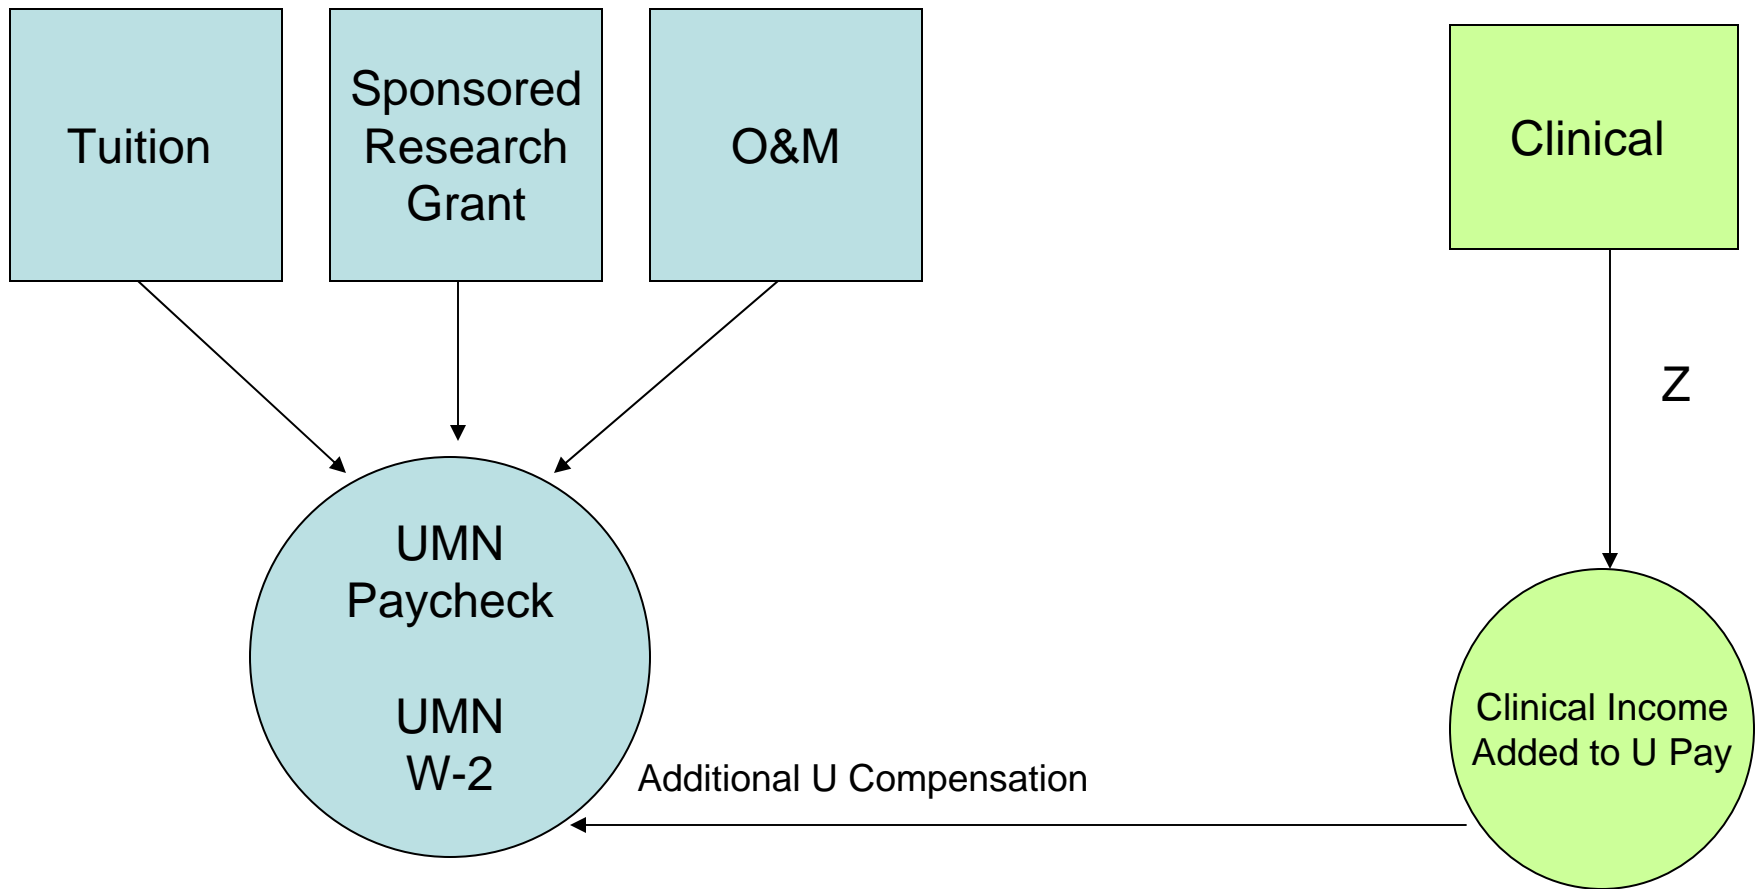 Tuition
Sponsored
Research
Grant
O&M
Clinical
Z
UMN
Paycheck
UMN
W-2
Additional U Compensation
Clinical Income
Added to U Pay